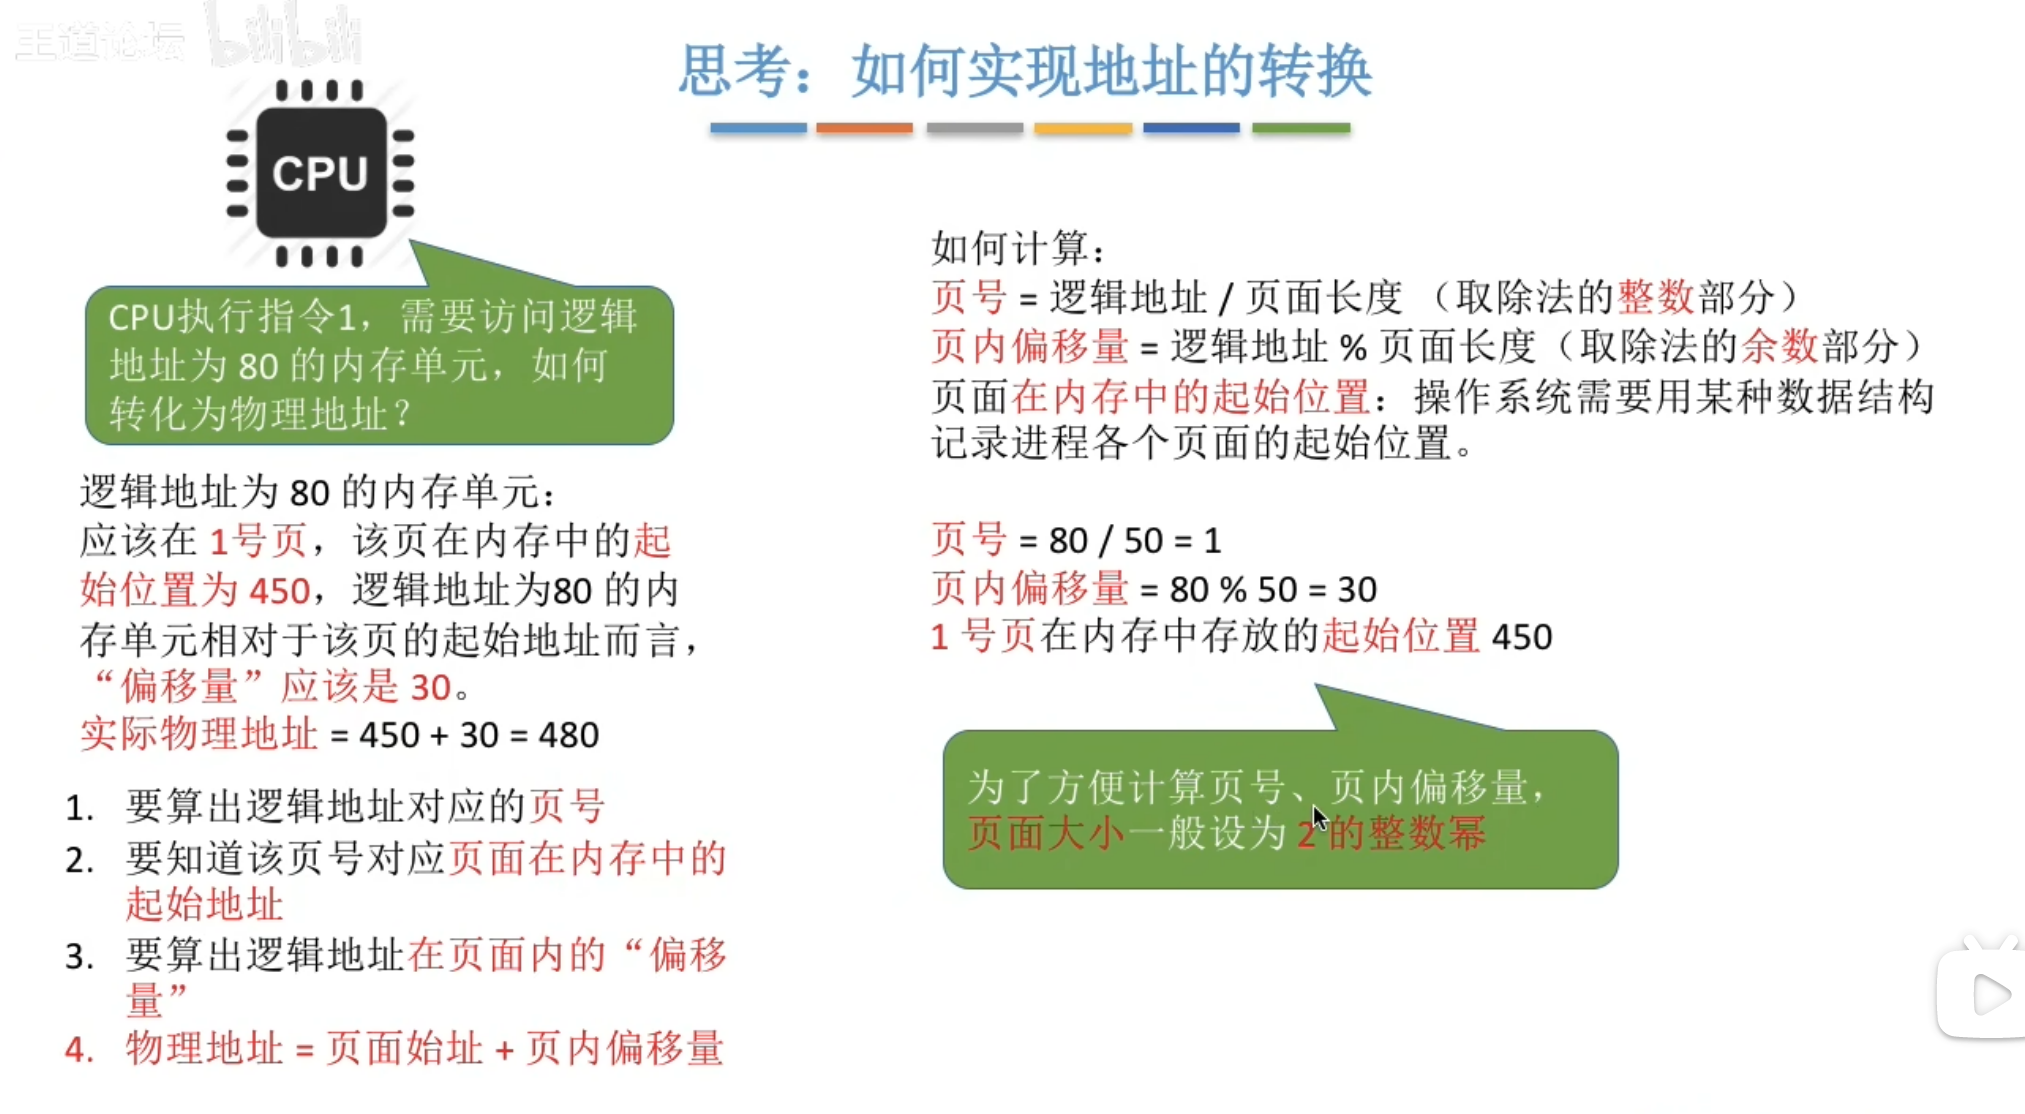 王道论坛 bilibili
思考：如何实现地址的转换
CPU
CPU执行指令1，需要访问逻辑
地址为 80 的内存单元，如何
转化为物理地址？
逻辑地址为 80 的内存单元：
应该在 1号页，该页在内存中的起
始位置为 450，逻辑地址为80 的内
存单元相对于该页的起始地址而言，
“偏移量”应该是 30。
实际物理地址 = 450 + 30 = 480
1. 要算出逻辑地址对应的页号
2. 要知道该页号对应页面在内存中的
起始地址
3. 要算出逻辑地址在页面内的“偏移
量”
4. 物理地址 = 页面始址 + 页内偏移量
如何计算：
页号 = 逻辑地址 / 页面长度 （取除法的整数部分）
页内偏移量 = 逻辑地址 % 页面长度（取除法的余数部分）
页面在内存中的起始位置：操作系统需要用某种数据结构
记录进程各个页面的起始位置。
页号 = 80 / 50 = 1
页内偏移量 = 80 % 50 = 30
1 号页在内存中存放的起始位置 450
为了方便计算页号、页内偏移量，
页面大小一般设为 2 的整数幂